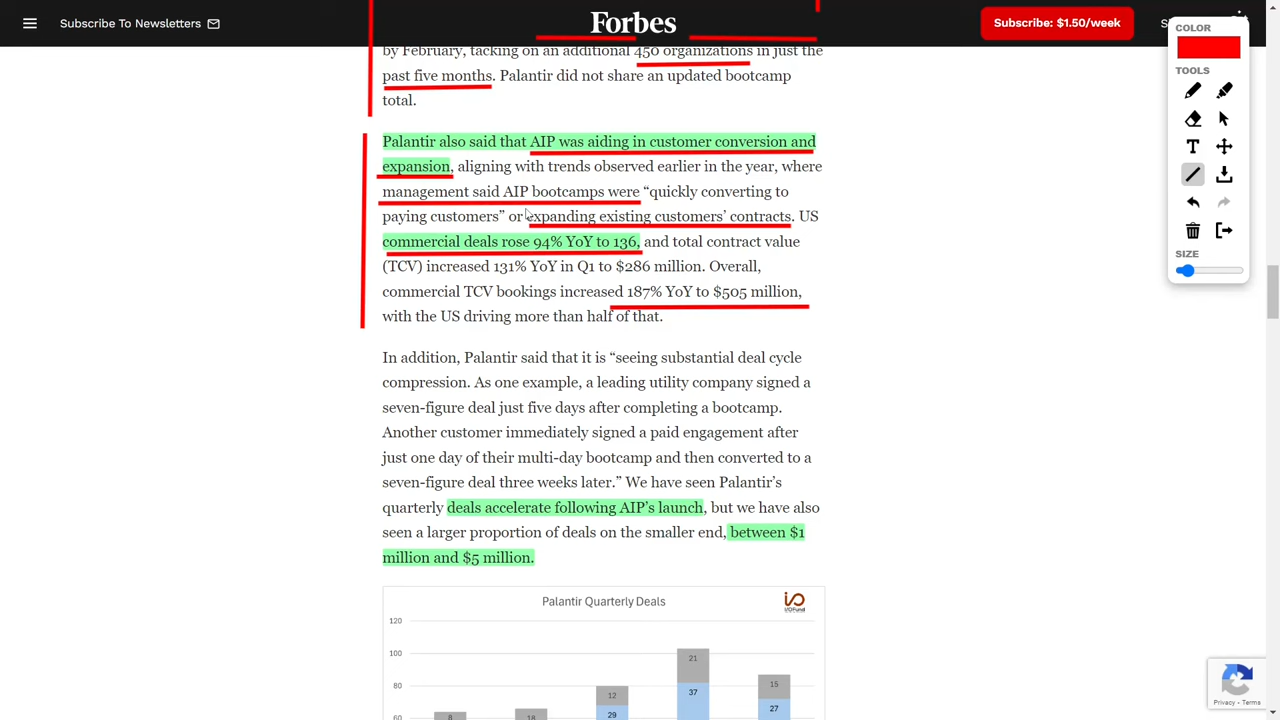 Subscribe To Newsletters
Forbes
Subscribe: $1.50/week
by February, tacking on an additional 450 organizations in just the
past five months. Palantir did not share an updated bootcamp
total.
Palantir also said that AIP was aiding in customer conversion and
expansion, aligning with trends observed earlier in the year, where
management said AIP bootcamps were “quickly converting to
paying customers” or expanding existing customers’ contracts. US
commercial deals rose 94% YoY to 136, and total contract value
(TCV) increased 131% YoY in Q1 to $286 million. Overall,
commercial TCV bookings increased 187% YoY to $505 million,
with the US driving more than half of that.
In addition, Palantir said that it is “seeing substantial deal cycle
compression. As one example, a leading utility company signed a
seven-figure deal just five days after completing a bootcamp.
Another customer immediately signed a paid engagement after
just one day of their multi-day bootcamp and then converted to a
seven-figure deal three weeks later.” We have seen Palantir’s
quarterly deals accelerate following AIP’s launch, but we have also
seen a larger proportion of deals on the smaller end, between $1
million and $5 million.
Palantir Quarterly Deals
I/O Fund
120
100
80
60
8
18
12
29
21
37
15
27
COLOR
TOOLS
T
SIZE
Privacy - Terms